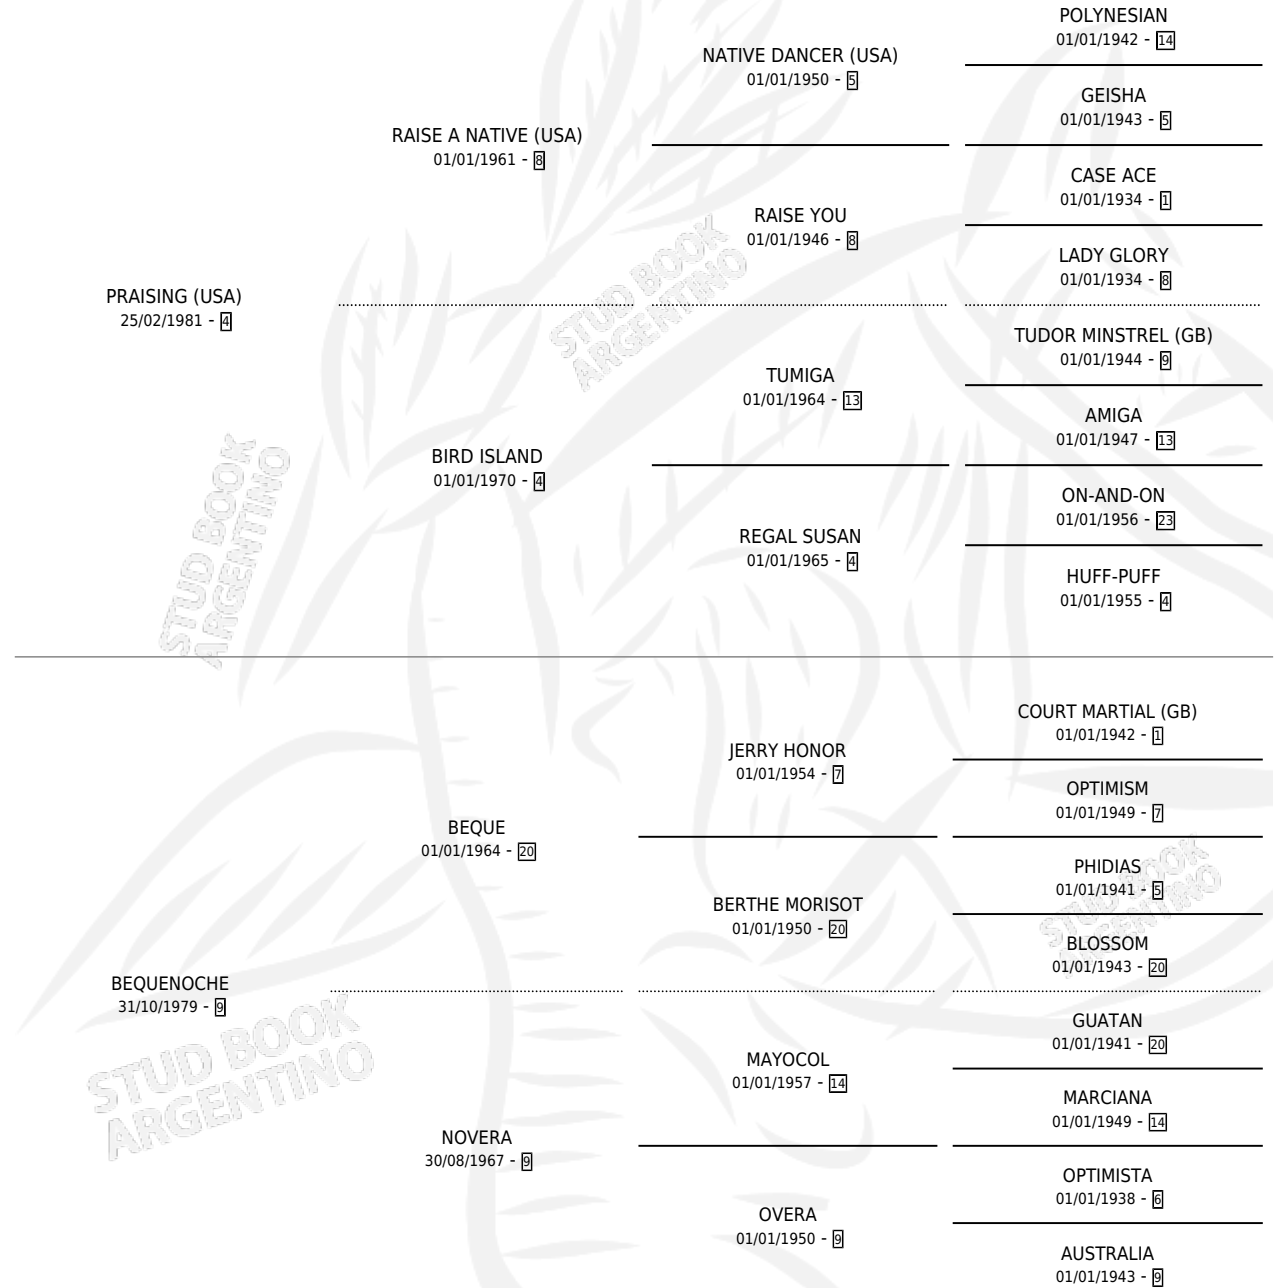 POLYNESIAN
01/01/1942 - 14
NATIVE DANCER (USA)
01/01/1950 - 5
GEISHA
01/01/1943 - 5
RAISE A NATIVE (USA)
01/01/1961 - 8
CASE ACE
01/01/1934 - 1
RAISE YOU
01/01/1946 - 8
LADY GLORY
01/01/1934 - 8
PRAISING (USA)
25/02/1981 - 4
STUD BOOK
ARGENTINO
TUDOR MINSTREL (GB)
01/01/1944 - 9
TUMIGA
01/01/1964 - 13
AMIGA
01/01/1947 - 13
BIRD ISLAND
01/01/1970 - 4
ON-AND-ON
01/01/1956 - 23
REGAL SUSAN
01/01/1965 - 4
HUFF-PUFF
01/01/1955 - 4
STUD BOOK
ARGENTINO
COURT MARTIAL (GB)
01/01/1942 - 1
JERRY HONOR
01/01/1954 - 7
OPTIMISM
01/01/1949 - 7
BEQUE
01/01/1964 - 20
PHIDIAS
01/01/1941 - 5
BERTHE MORISOT
01/01/1950 - 20
STUD BOOK
ARGENTINO
BLOSSOM
01/01/1943 - 20
BEQUENOCHE
31/10/1979 - 9
GUATAN
01/01/1941 - 20
MAYOCOL
01/01/1957 - 14
STUD BOOK
ARGENTINO
MARCIANA
01/01/1949 - 14
NOVERA
30/08/1967 - 9
OPTIMISTA
01/01/1938 - 6
OVERA
01/01/1950 - 9
AUSTRALIA
01/01/1943 - 9